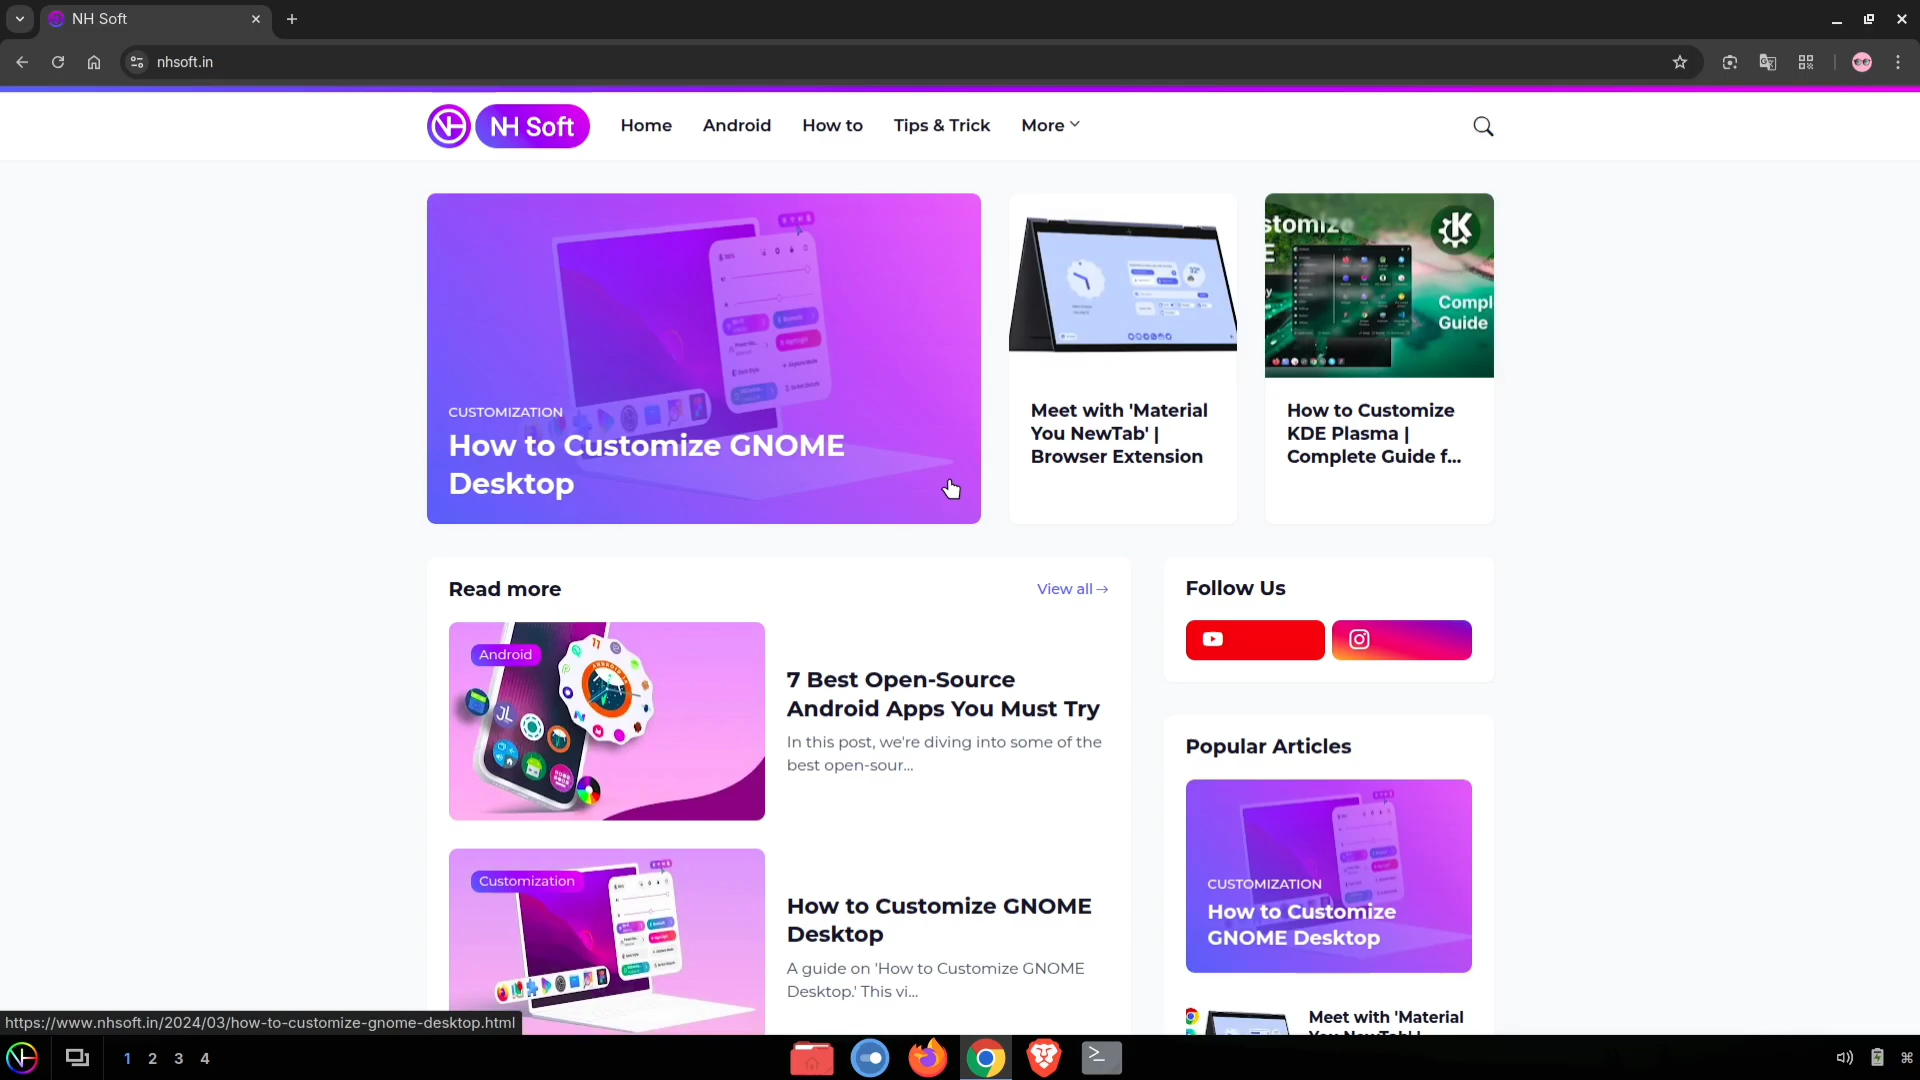 NH Soft
nhsoft.in
NH Soft
Home
Android
How to
Tips & Trick
More
CUSTOMIZATION
How to Customize GNOME
Desktop
Meet with 'Material
You NewTab' |
Browser Extension
stomize
E
K
Compl
Guide
How to Customize
KDE Plasma |
Complete Guide f...
Read more
View all
Follow Us
Android
7 Best Open-Source
Android Apps You Must Try
In this post, we're diving into some of the
best open-sour...
Popular Articles
CUSTOMIZATION
How to Customize
GNOME Desktop
Customization
How to Customize GNOME
Desktop
A guide on 'How to Customize GNOME
Desktop.' This vi...
Meet with 'Material
You NewTab' |
https://www.nhsoft.in/2024/03/how-to-customize-gnome-desktop.html
1 2 3 4